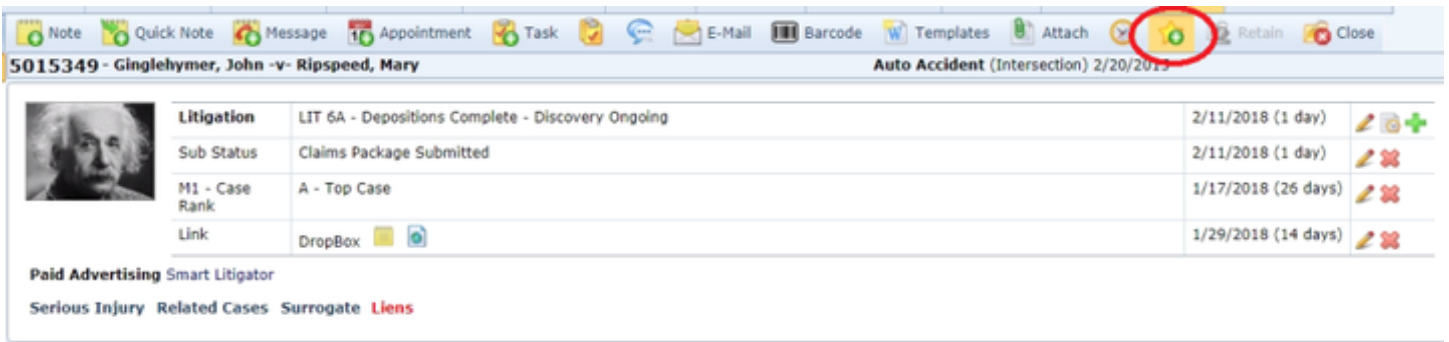 Note Quick Note Message Appointment Task E-Mail Barcode Templates Attach Retain Close
5015349 - Ginglehymer, John -v- Ripspeed, Mary Auto Accident (Intersection) 2/20/2015
Litigation LIT 6A - Depositions Complete - Discovery Ongoing 2/11/2018 (1 day)
Sub Status Claims Package Submitted 2/11/2018 (1 day)
M1 - Case A - Top Case 1/17/2018 (26 days)
Rank
Link DropBox 1/29/2018 (14 days)
Paid Advertising Smart Litigator
Serious Injury Related Cases Surrogate Liens